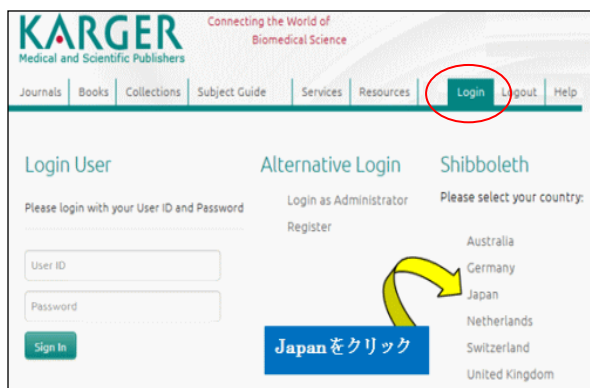 KARGER
Medical and Scientific Publishers
Connecting the World of
Biomedical Science
Journals Books Collections Subject Guide Services Resources Login Logout Help
Login User
Please login with your User ID and Password
User ID
Password
Sign In
Alternative Login
Login as Administrator
Register
Shibboleth
Please select your country:
Australia
Germany
Japan
Netherlands
Switzerland
United Kingdom
Japanをクリック